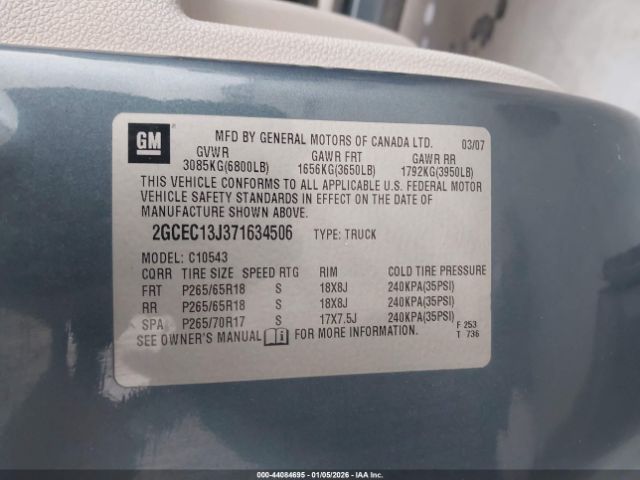 GM
MFD BY GENERAL MOTORS OF CANADA LTD. 03/07
GVWR GAWR FRT GAWR RR
3085KG(6800LB) 1656KG(3650LB) 1792KG(3950LB)
THIS VEHICLE CONFORMS TO ALL APPLICABLE U.S. FEDERAL MOTOR
VEHICLE SAFETY STANDARDS IN EFFECT ON THE DATE OF
MANUFACTURE SHOWN ABOVE.
2GCEC13J371634506 TYPE: TRUCK
MODEL: C10543
CQRR TIRE SIZE SPEED RTG RIM COLD TIRE PRESSURE
FRT P265/65R18 S 18X8J 240KPA(35PSI)
RR P265/65R18 S 18X8J 240KPA(35PSI)
SPA P265/70R17 S 17X7.5J 240KPA(35PSI)
SEE OWNER'S MANUAL i FOR MORE INFORMATION.
F 253
T 736
000-44084695 - 01/05/2026 - IAA Inc.